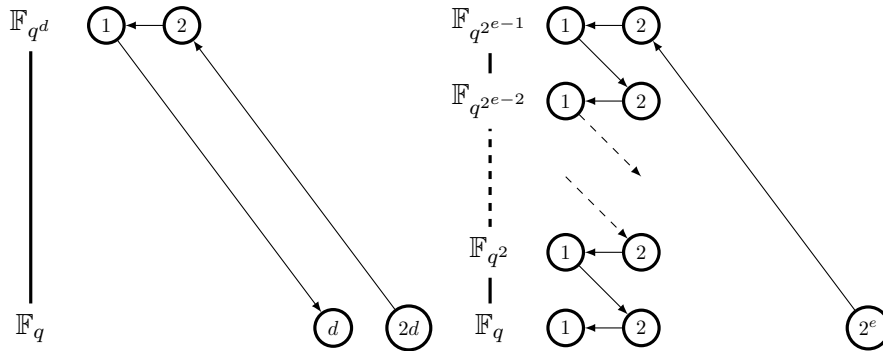 𝔽_{q^d} 1 2
𝔽_q d 2d
𝔽_{q^{2^{e-1}}} 1 2
𝔽_{q^{2^{e-2}}} 1 2
𝔽_{q^2} 1 2
𝔽_q 1 2 2^e